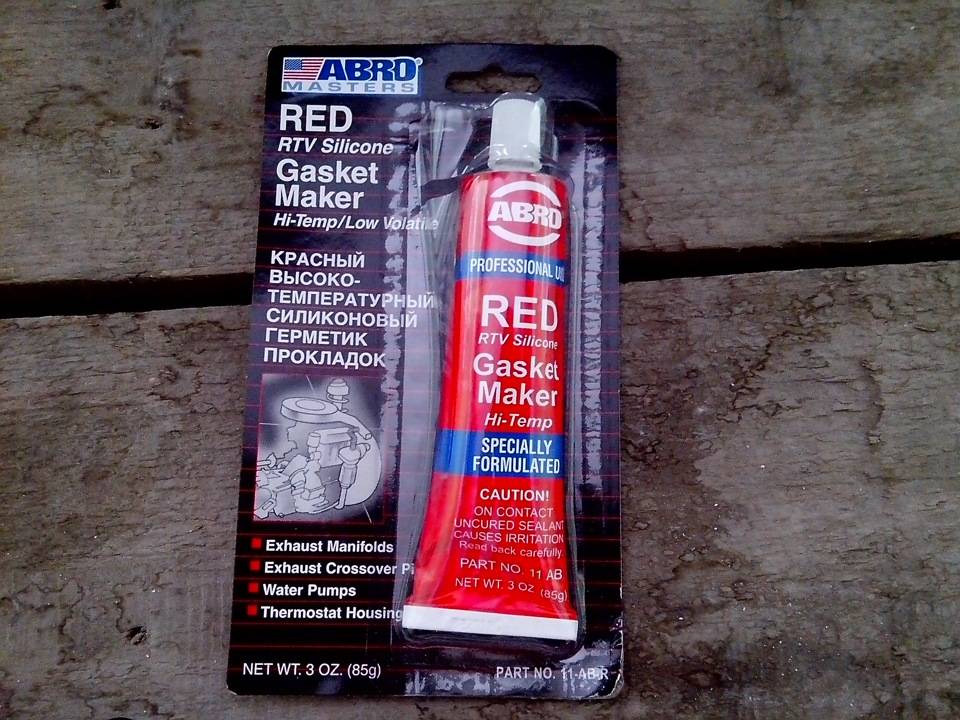 ABRO
MASTERS
RED
RTV Silicone
Gasket
Maker
Hi-Temp/Low Volatile
КРАСНЫЙ
ВЫСОКО-
ТЕМПЕРАТУРНЫЙ
СИЛИКОНОВЫЙ
ГЕРМЕТИК
ПРОКЛАДОК
Exhaust Manifolds
Exhaust Crossover
Water Pumps
Thermostat Housing
NET WT. 3 OZ. (85g)
PART NO. 11-AB-R
ABRO
PROFESSIONAL
RED
RTV Silicone
Gasket
Maker
Hi-Temp
SPECIALLY
FORMULATED
CAUTION!
ON CONTACT
UNCURED SEALANT
CAUSES IRRITATION
Read back carefully
PART NO. 11 AB
NET WT. 3 OZ (85g)